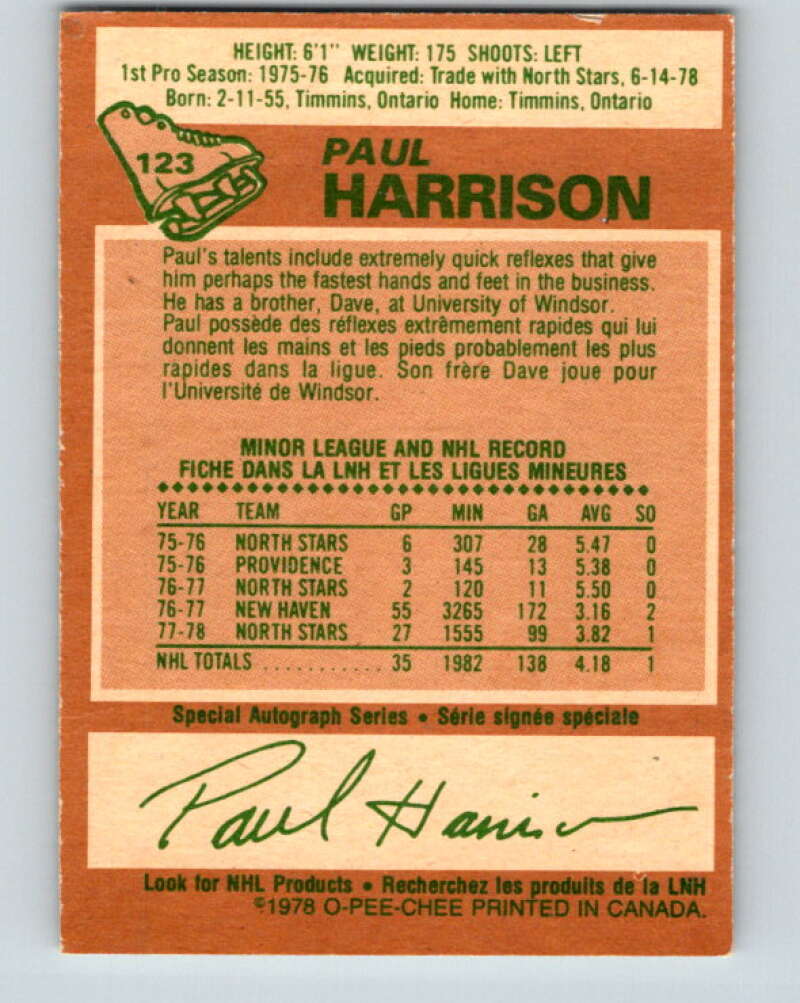 HEIGHT: 6'1" WEIGHT: 175 SHOOTS: LEFT
1st Pro Season: 1975-76 Acquired: Trade with North Stars, 6-14-78
Born: 2-11-55, Timmins, Ontario Home: Timmins, Ontario
123
PAUL
HARRISON
Paul's talents include extremely quick reflexes that give
him perhaps the fastest hands and feet in the business.
He has a brother, Dave, at University of Windsor.
Paul possède des réflexes extrêmement rapides qui lui
donnent les mains et les pieds probablement les plus
rapides dans la ligue. Son frère Dave joue pour
l'Université de Windsor.
MINOR LEAGUE AND NHL RECORD
FICHE DANS LA LNH ET LES LIGUES MINEURES
YEAR TEAM GP MIN GA AVG SO
75-76 NORTH STARS 6 307 28 5.47 0
75-76 PROVIDENCE 3 145 13 5.38 0
76-77 NORTH STARS 2 120 11 5.50 0
76-77 NEW HAVEN 55 3265 172 3.16 2
77-78 NORTH STARS 27 1555 99 3.82 1
NHL TOTALS ........... 35 1982 138 4.18 1
Special Autograph Series • Série signée spéciale
Paul Harrison
Look for NHL Products • Recherchez les produits de la LNH
©1978 O-PEE-CHEE PRINTED IN CANADA.